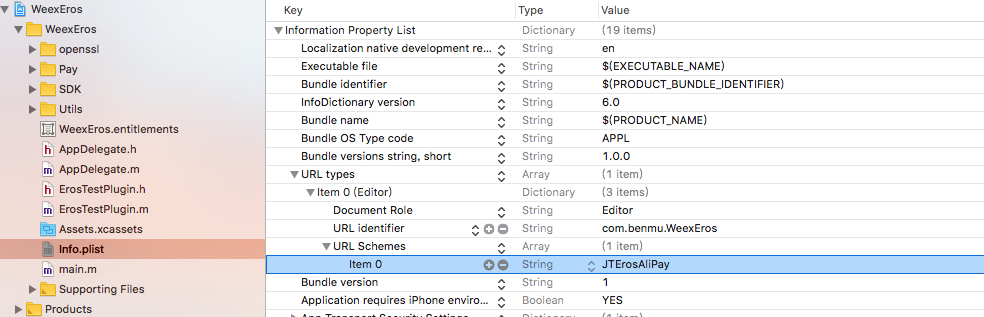 WeexEros
WeexEros
openssl
Pay
SDK
Utils
WeexEros.entitlements
AppDelegate.h
AppDelegate.m
ErosTestPlugin.h
ErosTestPlugin.m
Assets.xcassets
Info.plist
main.m
Supporting Files
Products
Key Type Value
Information Property List Dictionary (19 items)
Localization native development re... String en
Executable file String $(EXECUTABLE_NAME)
Bundle identifier String $(PRODUCT_BUNDLE_IDENTIFIER)
InfoDictionary version String 6.0
Bundle name String $(PRODUCT_NAME)
Bundle OS Type code String APPL
Bundle versions string, short String 1.0.0
URL types Array (1 item)
Item 0 (Editor) Dictionary (3 items)
Document Role String Editor
URL identifier String com.benmu.WeexEros
URL Schemes Array (1 item)
Item 0 String JTErosAliPay
Bundle version String 1
Application requires iPhone enviro... Boolean YES
App Transport Security Settings Dictionary (1 item)